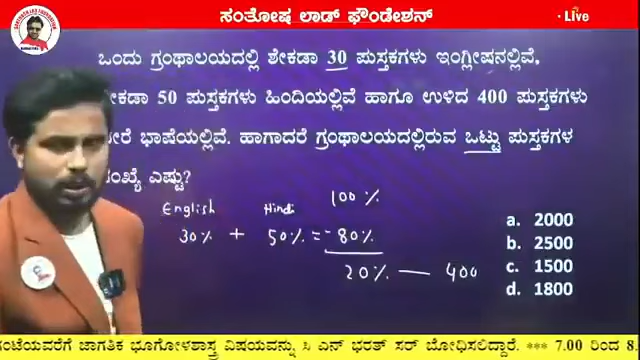 ಸಂತೋಷ ಲಾಡ್ ಫೌಂಡೇಶನ್
Live
ಒಂದು ಗ್ರಂಥಾಲಯದಲ್ಲಿ ಶೇಕಡಾ 30 ಪುಸ್ತಕಗಳು ಇಂಗ್ಲೀಷನಲ್ಲಿವೆ,
50 ಪುಸ್ತಕಗಳು ಹಿಂದಿಯಲ್ಲಿವೆ ಹಾಗೂ ಉಳಿದ 400 ಪುಸ್ತಕಗಳು
ಭಾಷೆಯಲ್ಲಿವೆ. ಹಾಗಾದರೆ ಗ್ರಂಥಾಲಯದಲ್ಲಿರುವ ಒಟ್ಟು ಪುಸ್ತಕಗಳ
ಎಷ್ಟು?
100%
English Hindi
30% + 50% = 80%
20% — 400
a. 2000
b. 2500
c. 1500
d. 1800
ಜಾಗತಿಕ ಭೂಗೋಳಶಾಸ್ತ್ರ ವಿಷಯವನ್ನು ಸಿ ಎನ್ ಭರತ್ ಸರ್ ಬೋಧಿಸಲಿದ್ದಾರೆ. *** 7.00 ರಿಂದ 8.